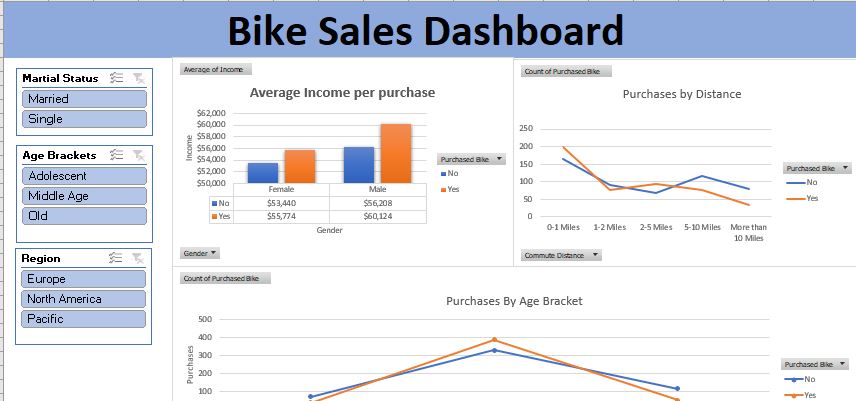 Bike Sales Dashboard
Martial Status
Married
Single
Age Brackets
Adolescent
Middle Age
Old
Region
Europe
North America
Pacific
Average of Income
Average Income per purchase
Income
$62,000
$60,000
$58,000
$56,000
$54,000
$52,000
$50,000
Female Male
No $53,440 $56,208
Yes $55,774 $60,124
Gender
Purchased Bike
No
Yes
Gender
Count of Purchased Bike
Purchases by Distance
250
200
150
100
50
0
0-1 Miles 1-2 Miles 2-5 Miles 5-10 Miles More than
10 Miles
Purchased Bike
No
Yes
Commute Distance
Count of Purchased Bike
Purchases By Age Bracket
Purchases
500
400
300
200
100
Purchased Bike
No
Yes